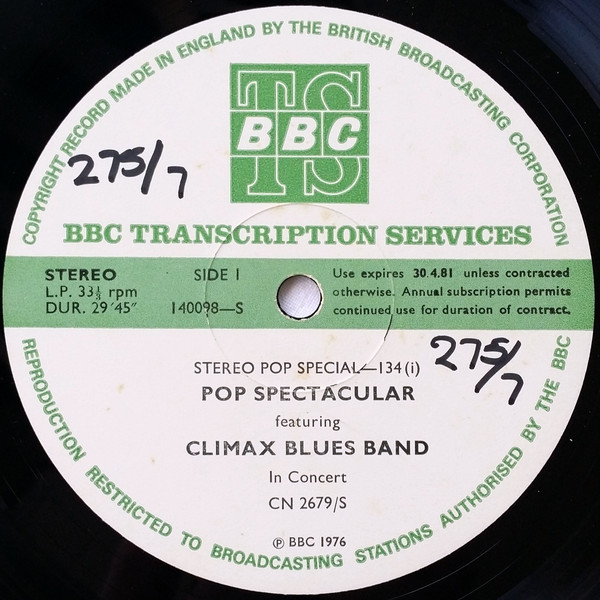 COPYRIGHT RECORD MADE IN ENGLAND BY THE BRITISH BROADCASTING CORPORATION
TS
BBC
275/7
BBC TRANSCRIPTION SERVICES
STEREO SIDE 1
L.P. 33⅓ rpm
DUR. 29'45" 140098—S
Use expires 30.4.81 unless contracted
otherwise. Annual subscription permits
continued use for duration of contract.
275/7
STEREO POP SPECIAL—134(i)
POP SPECTACULAR
featuring
CLIMAX BLUES BAND
In Concert
CN 2679/S
℗ BBC 1976
REPRODUCTION RESTRICTED TO BROADCASTING STATIONS AUTHORISED BY THE BBC